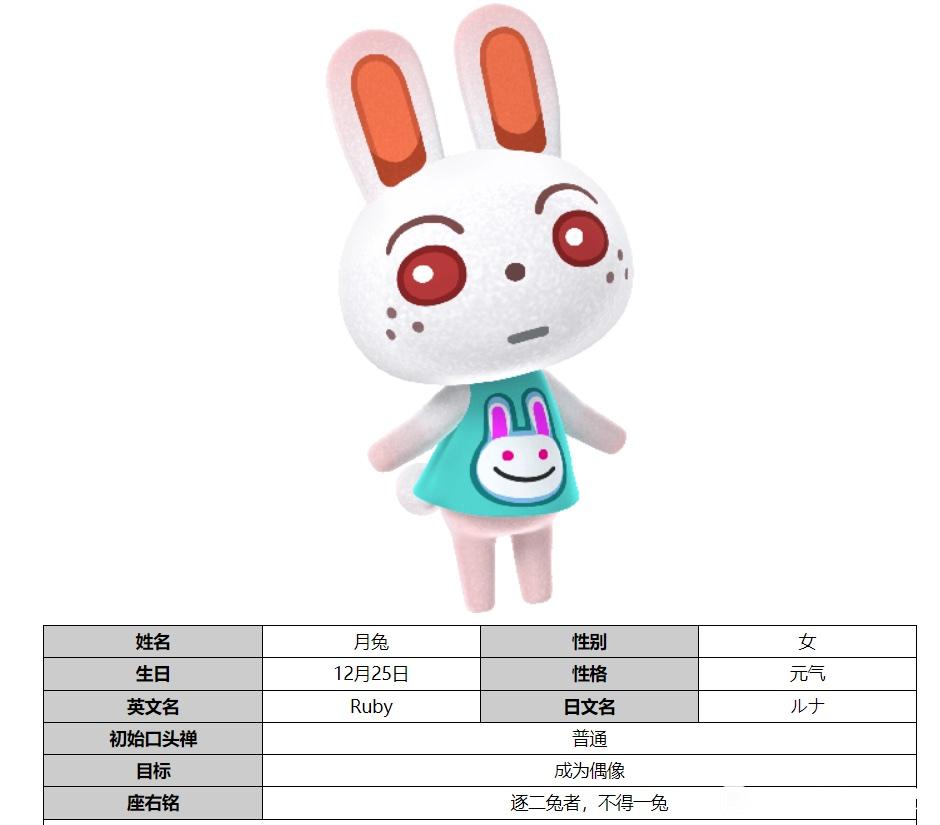 姓名 月兔 性别 女
生日 12月25日 性格 元气
英文名 Ruby 日文名 ルナ
初始口头禅 普通
目标 成为偶像
座右铭 逐二兔者，不得一兔